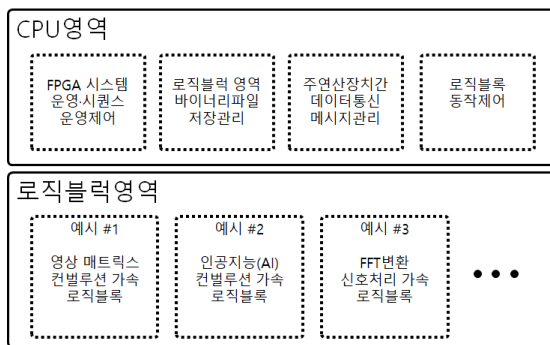 CPU영역
FPGA 시스템
운영·시퀀스
운영제어
로직블럭 영역
바이너리파일
저장관리
주연산장치간
데이터통신
메시지관리
로직블록
동작제어
로직블럭영역
예시 #1
영상 매트릭스
컨벌루션 가속
로직블록
예시 #2
인공지능(AI)
컨벌루션 가속
로직블록
예시 #3
FFT변환
신호처리 가속
로직블록